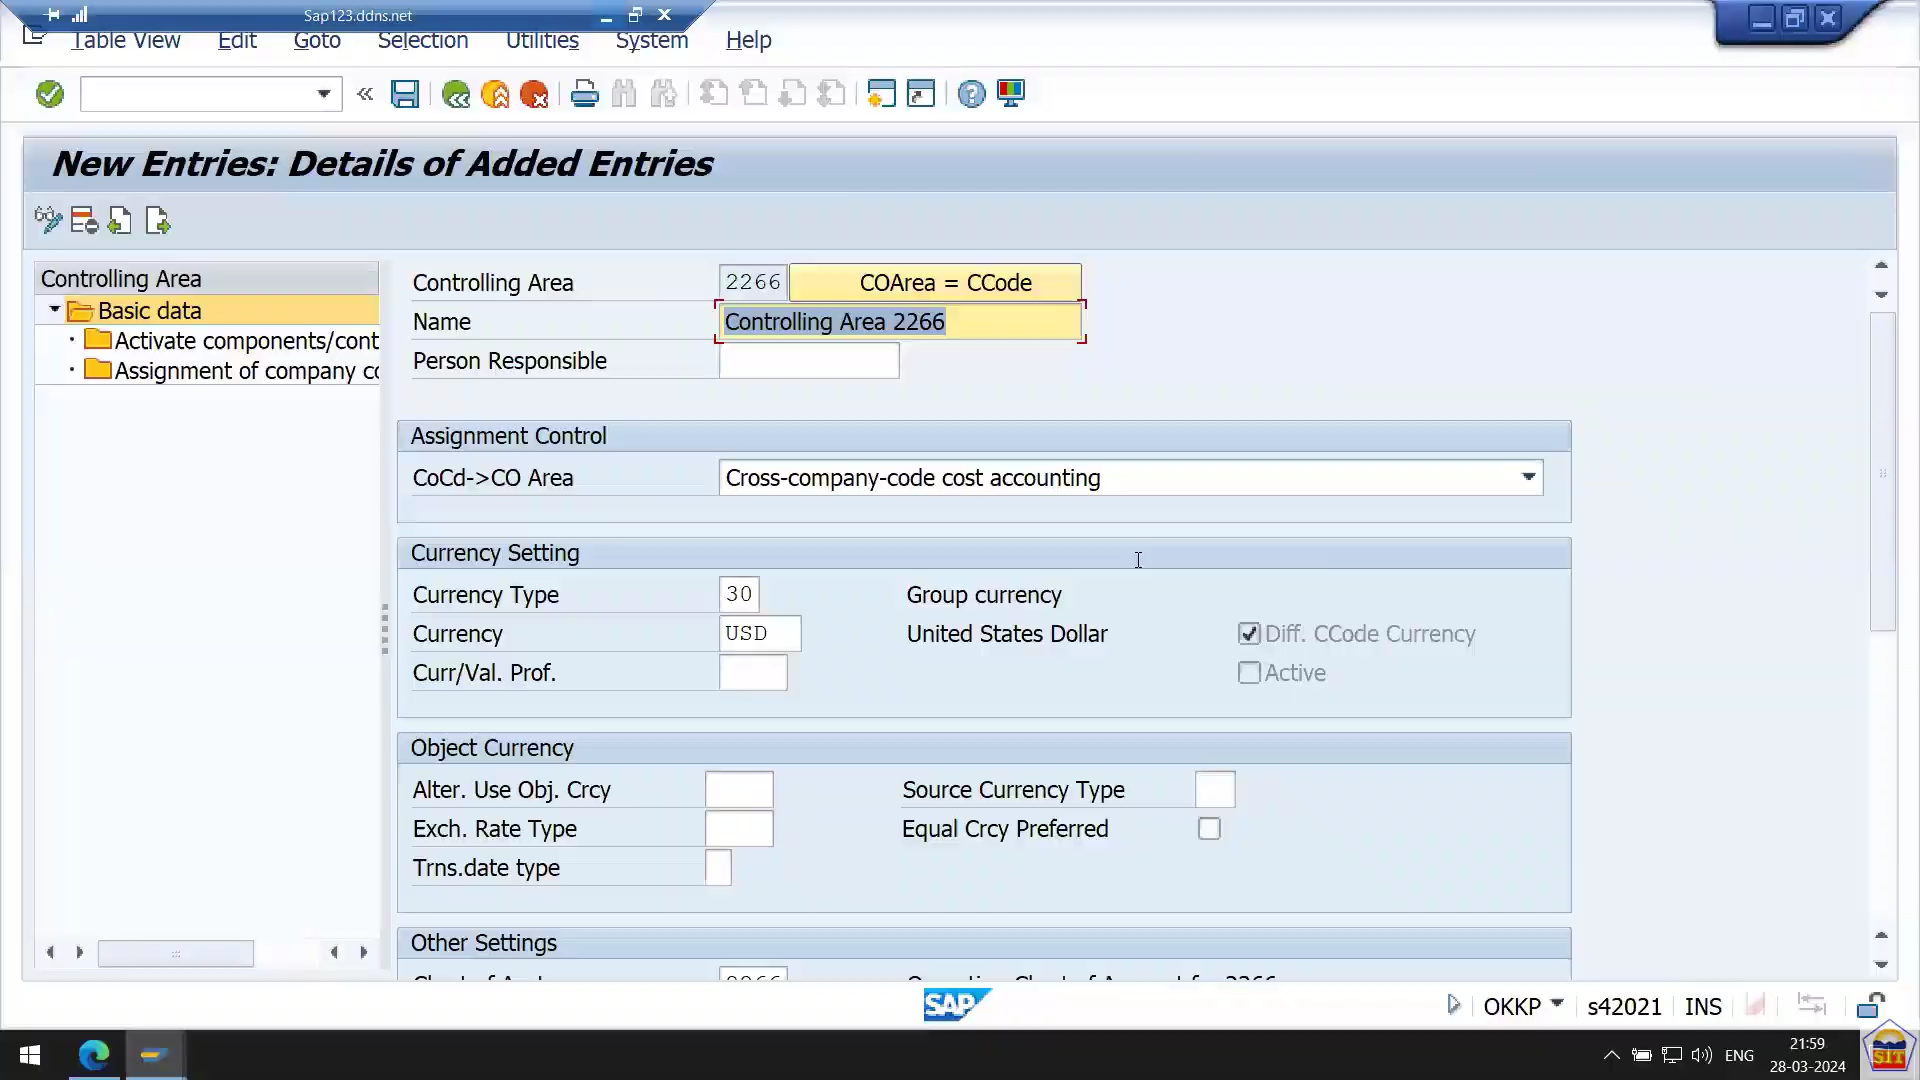 Sap123.ddns.net
Table View Edit Goto Selection Utilities System Help
New Entries: Details of Added Entries
Controlling Area
Basic data
Activate components/cont
Assignment of company co
Controlling Area 2266 COArea = CCode
Name Controlling Area 2266
Person Responsible
Assignment Control
CoCd->CO Area Cross-company-code cost accounting
Currency Setting
Currency Type 30 Group currency
Currency USD United States Dollar Diff. CCode Currency
Curr/Val. Prof. Active
Object Currency
Alter. Use Obj. Crcy Source Currency Type
Exch. Rate Type Equal Crcy Preferred
Trns.date type
Other Settings
SAP OKKP s42021 INS
ENG 21:59
28-03-2024
SIT